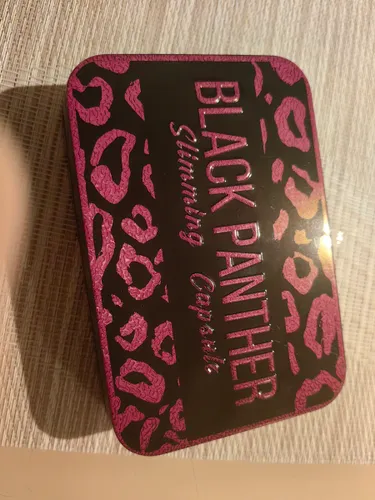 BLACK PANTHER
Slimming Capsule